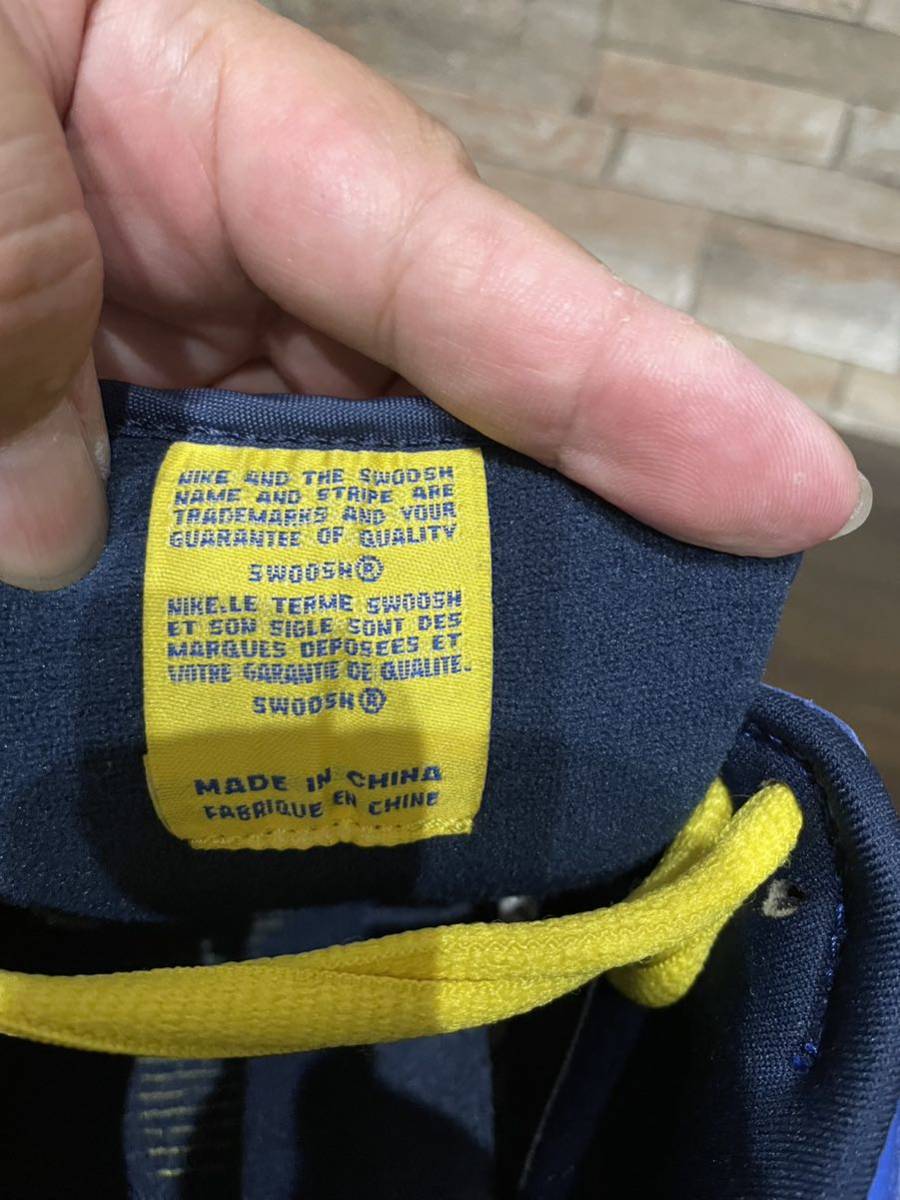 NIKE AND THE SWOOSH
NAME AND STRIPE ARE
TRADEMARKS AND YOUR
GUARANTEE OF QUALITY
SWOOSH®
NIKE.LE TERME SWOOSH
ET SON SIGLE SONT DES
MARQUES DEPOSEES ET
VOTRE GARANTIE DE QUALITE.
SWOOSH®
MADE IN CHINA
FABRIQUE EN CHINE